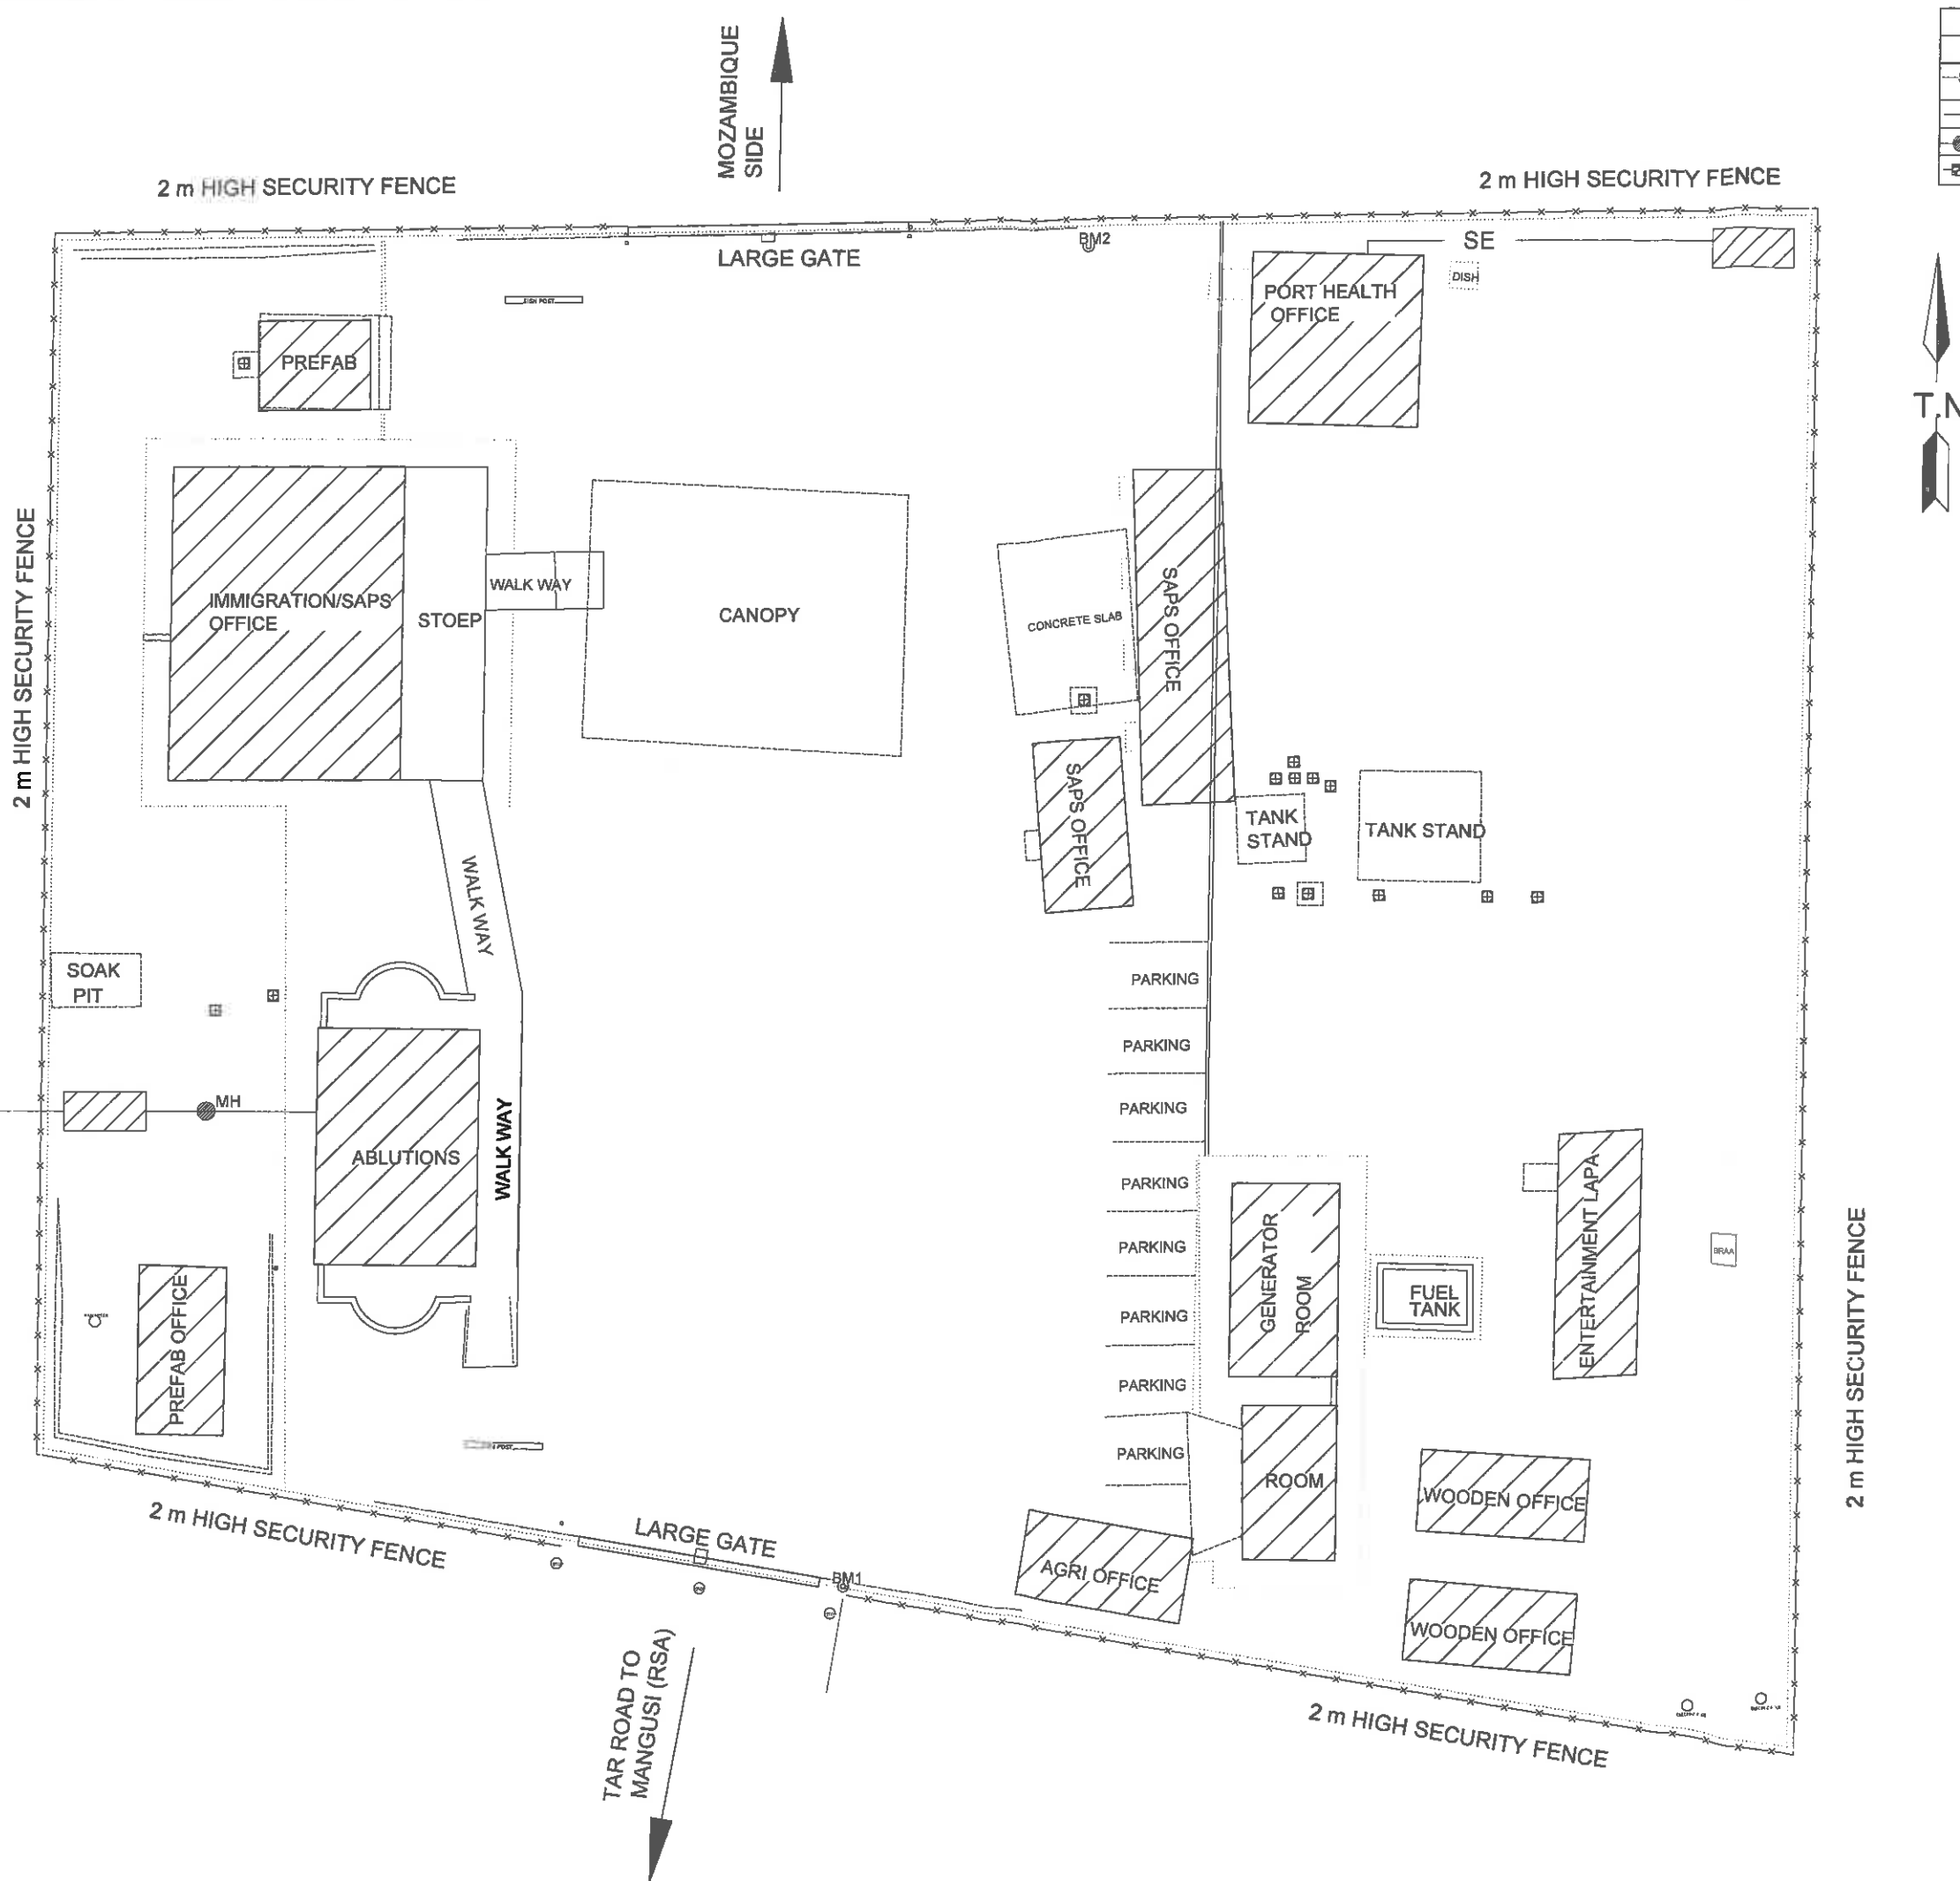 MOZAMBIQUE
SIDE
2 m HIGH SECURITY FENCE
2 m HIGH SECURITY FENCE
LARGE GATE
BM2
SE
DISH
PORT HEALTH
OFFICE
T.N
PREFAB
2 m HIGH SECURITY FENCE
IMMIGRATION/SAPS
OFFICE
STOEP
WALK WAY
CANOPY
CONCRETE SLAB
SAPS OFFICE
SAPS OFFICE
TANK
STAND
TANK STAND
WALK WAY
SOAK
PIT
PARKING
PARKING
PARKING
PARKING
PARKING
PARKING
PARKING
PARKING
MH
ABLUTIONS
WALK WAY
PREFAB OFFICE
GENERATOR
ROOM
FUEL
TANK
ENTERTAINMENT LAPA
BRAA
2 m HIGH SECURITY FENCE
ROOM
WOODEN OFFICE
WOODEN OFFICE
AGRI OFFICE
POST
2 m HIGH SECURITY FENCE
LARGE GATE
BM1
TAR ROAD TO
MANGUSI (RSA)
2 m HIGH SECURITY FENCE